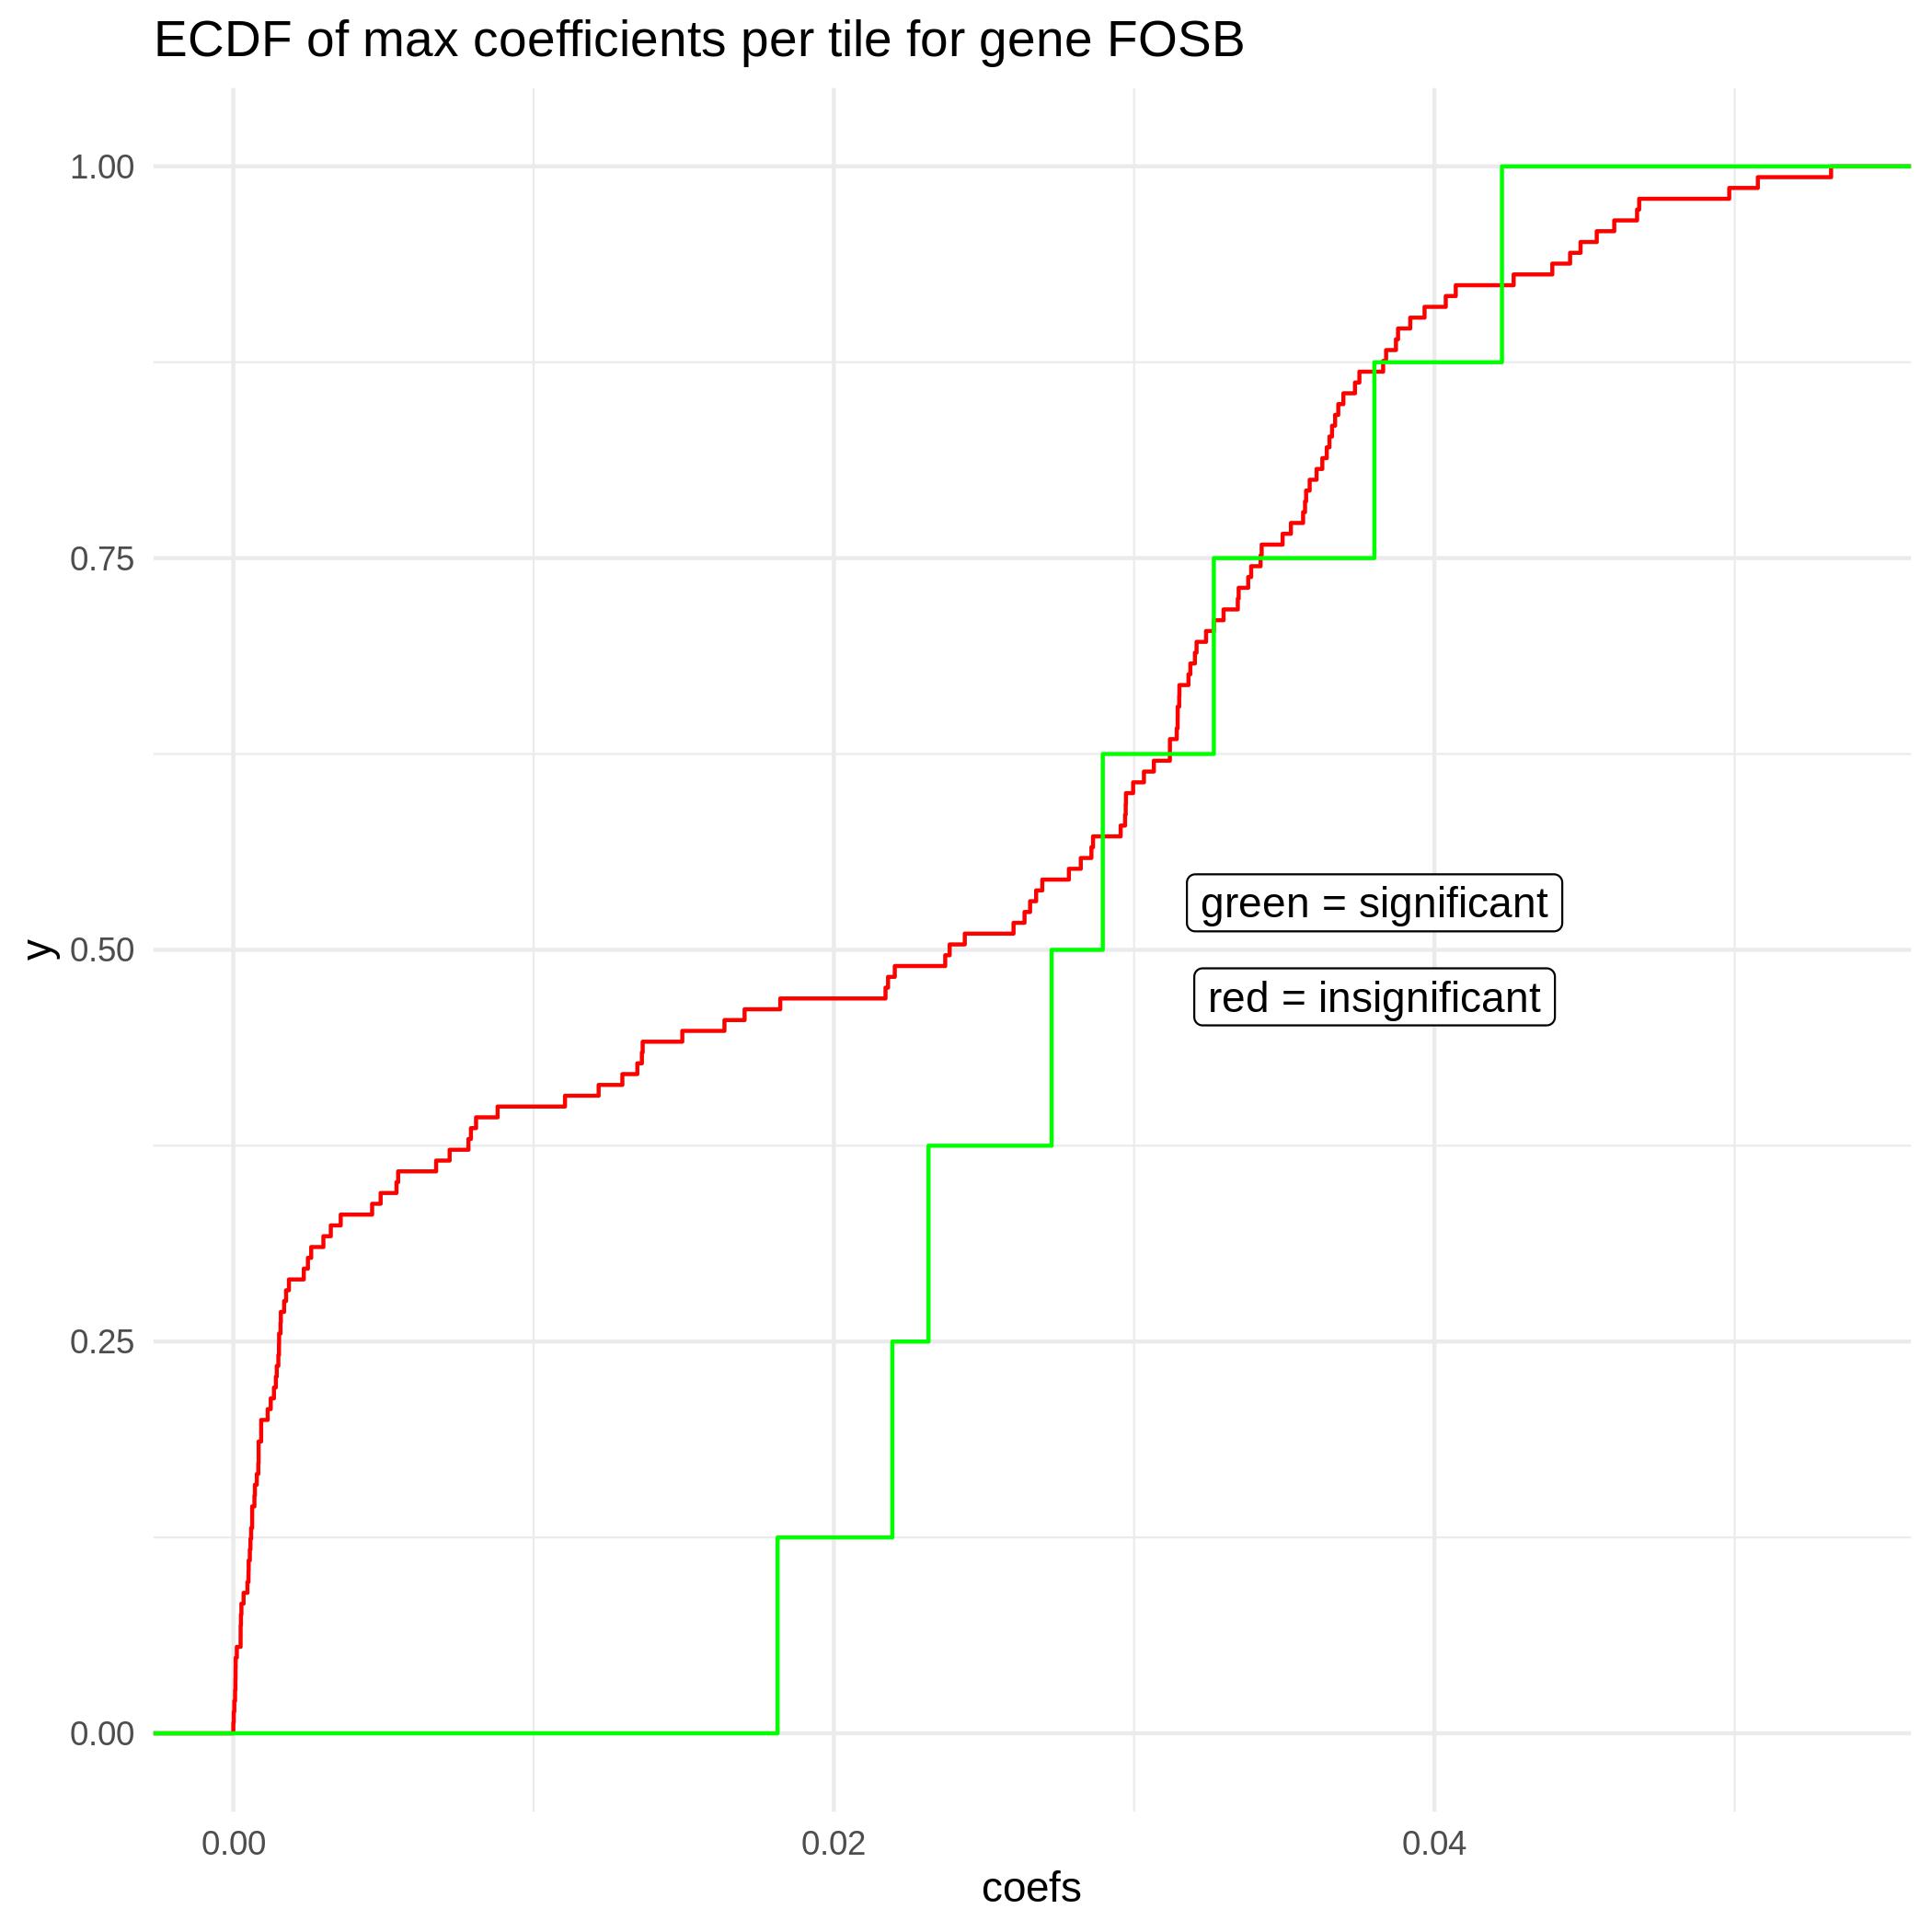 ECDF of max coefficients per tile for gene FOSB
1.00
0.75
0.50
0.25
0.00
y
green = significant
red = insignificant
0.00
0.02
0.04
coefs